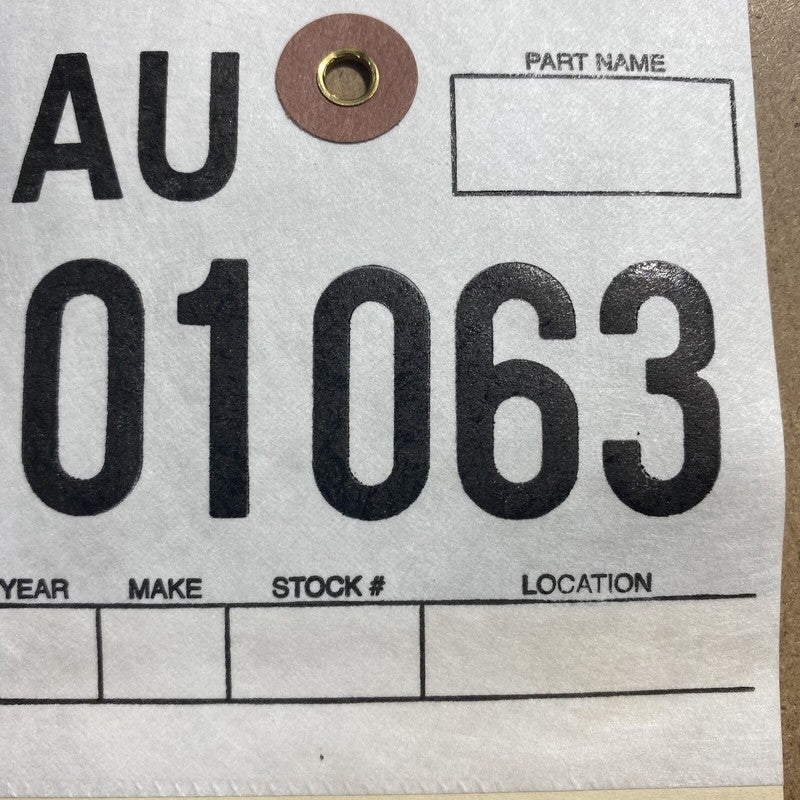 AU
PART NAME
01063
YEAR MAKE STOCK # LOCATION